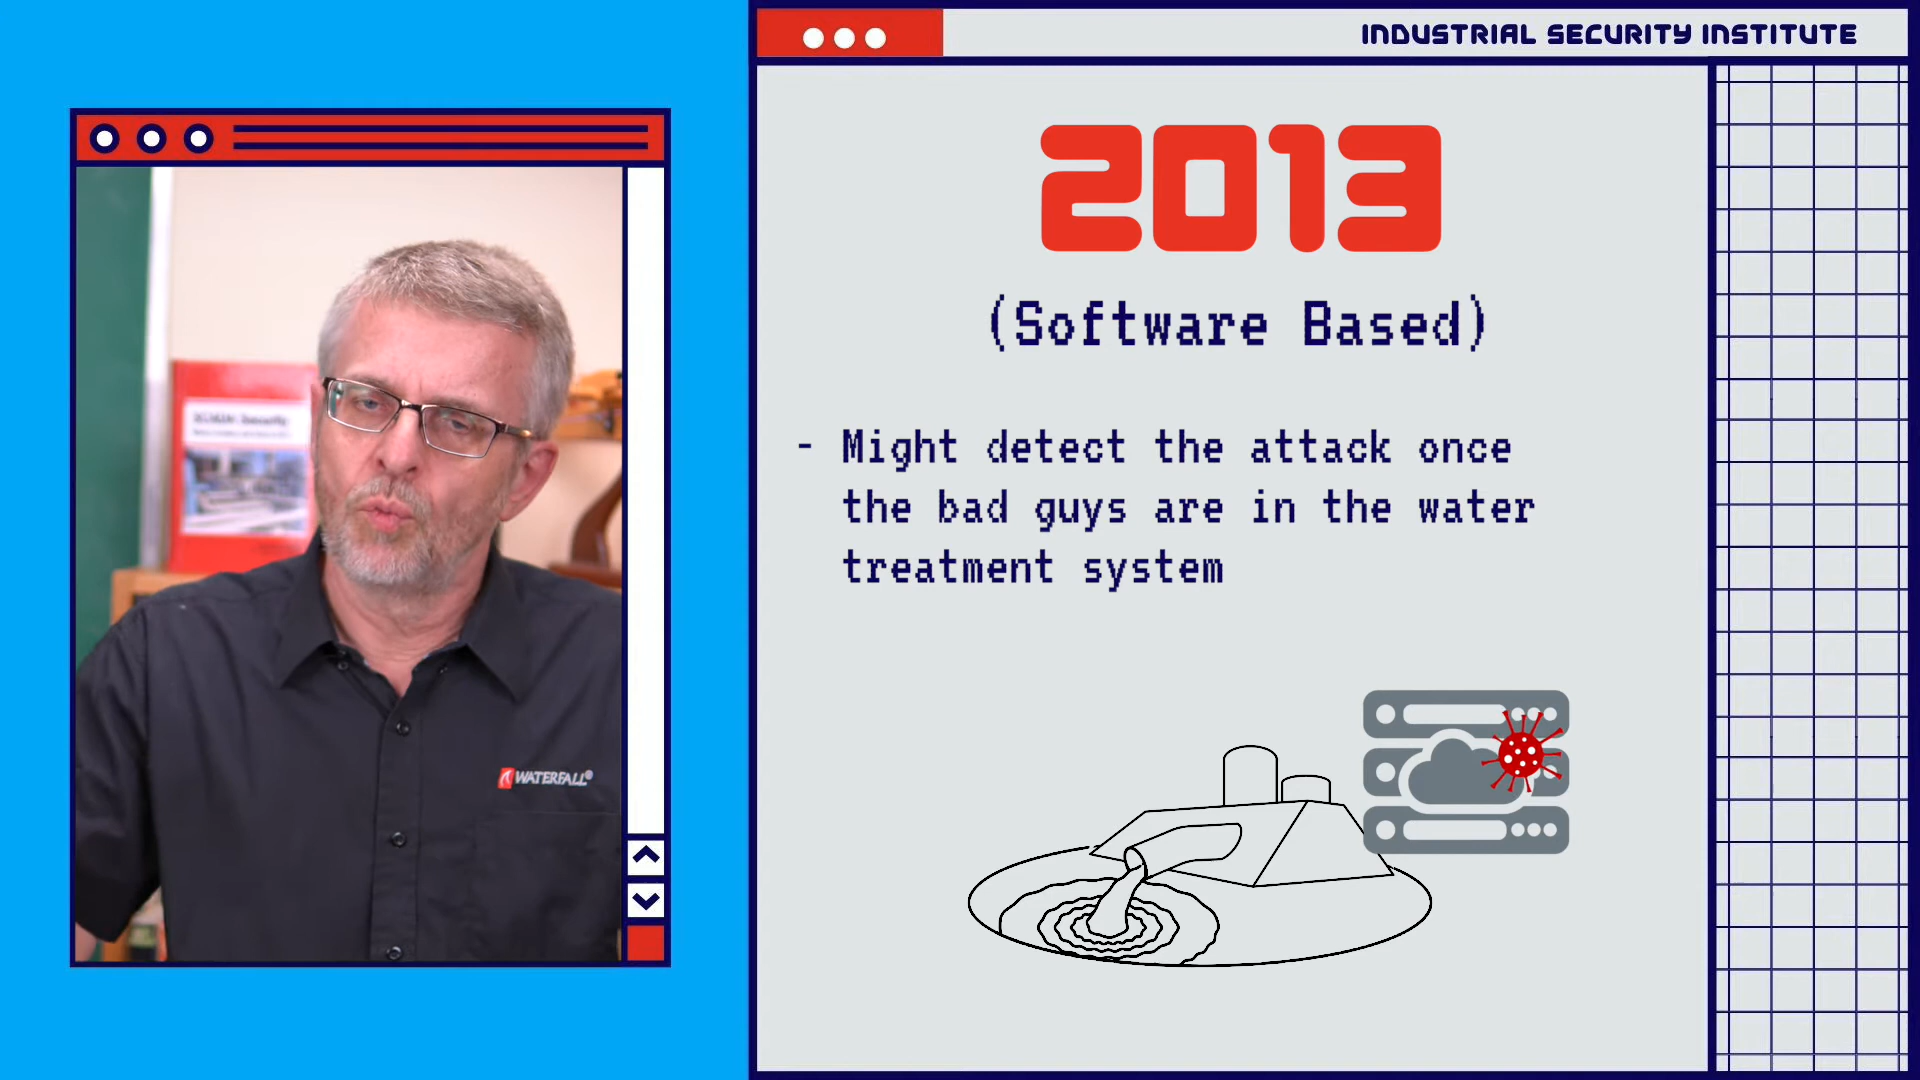 INDUSTRIAL SECURITY INSTITUTE
2013
(Software Based)
- Might detect the attack once
the bad guys are in the water
treatment system
WATERFALL®